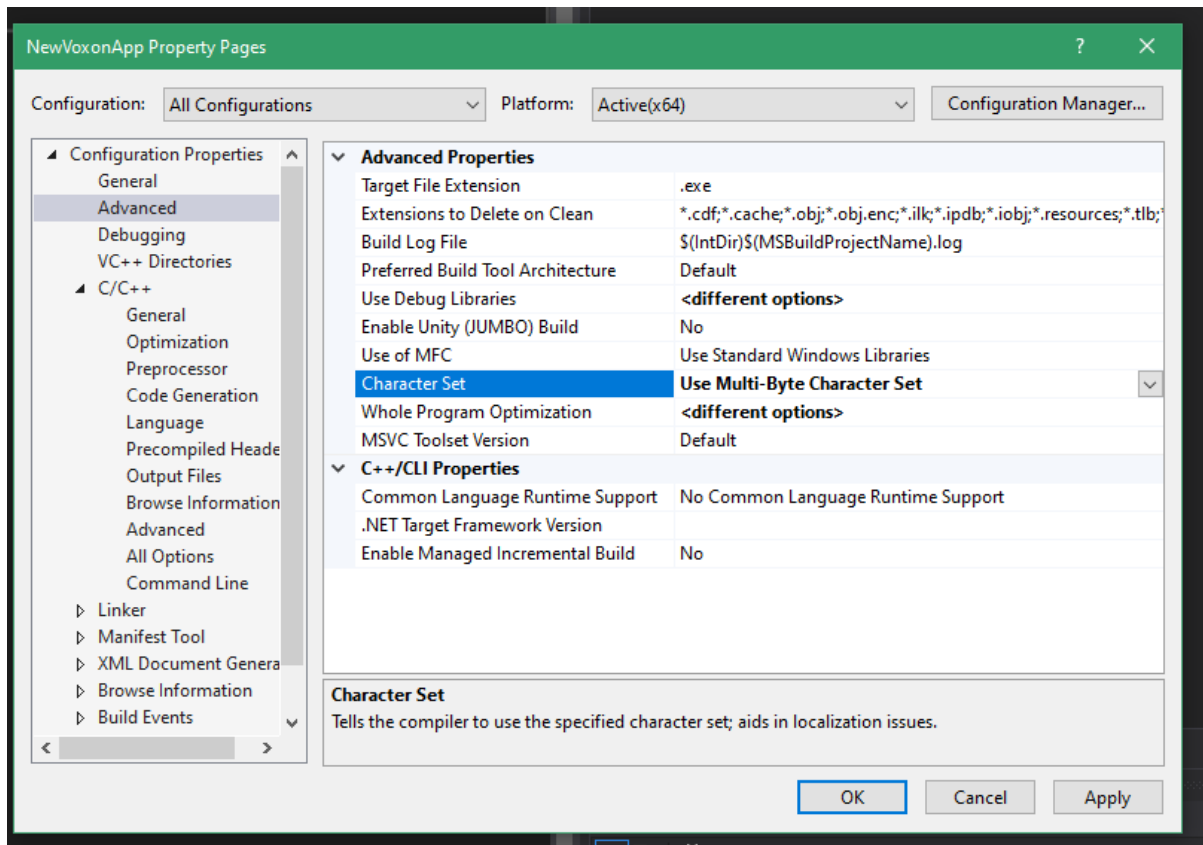 NewVoxonApp Property Pages
? ×
Configuration: All Configurations Platform: Active(x64) Configuration Manager...
Configuration Properties
General
Advanced
Debugging
VC++ Directories
C/C++
General
Optimization
Preprocessor
Code Generation
Language
Precompiled Heade
Output Files
Browse Information
Advanced
All Options
Command Line
Linker
Manifest Tool
XML Document Genera
Browse Information
Build Events
Advanced Properties
Target File Extension .exe
Extensions to Delete on Clean *.cdf;*.cache;*.obj;*.obj.enc;*.ilk;*.ipdb;*.iobj;*.resources;*.tlb;*
Build Log File $(IntDir)$(MSBuildProjectName).log
Preferred Build Tool Architecture Default
Use Debug Libraries <different options>
Enable Unity (JUMBO) Build No
Use of MFC Use Standard Windows Libraries
Character Set Use Multi-Byte Character Set
Whole Program Optimization <different options>
MSVC Toolset Version Default
C++/CLI Properties
Common Language Runtime Support No Common Language Runtime Support
.NET Target Framework Version
Enable Managed Incremental Build No
Character Set
Tells the compiler to use the specified character set; aids in localization issues.
OK Cancel Apply